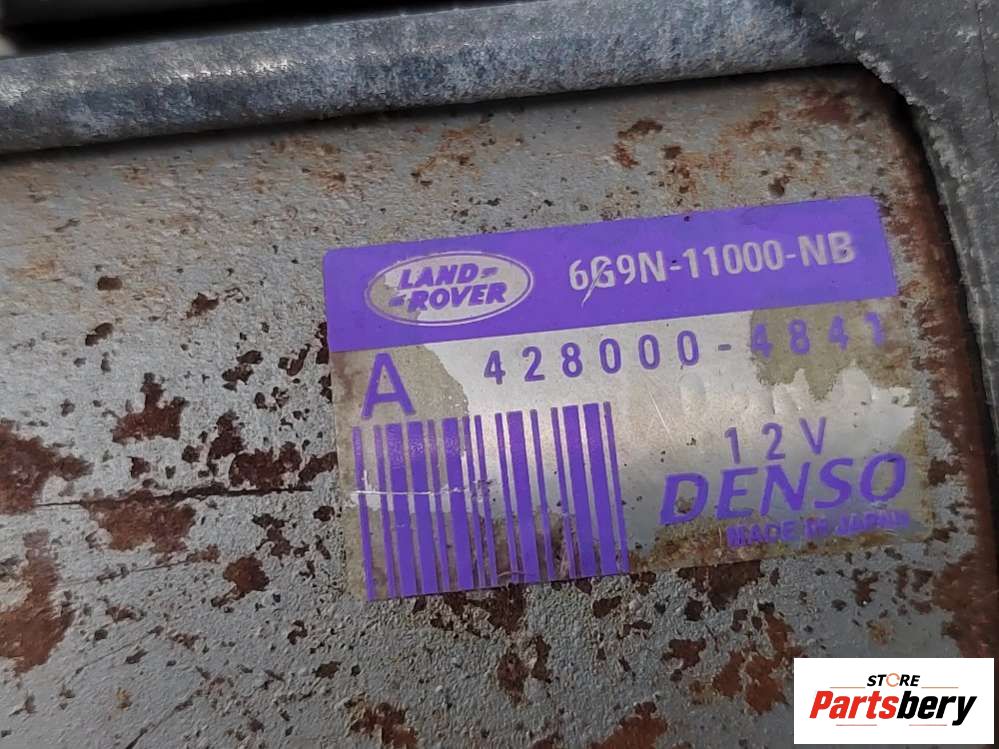 LAND-
-ROVER
6G9N-11000-NB
A 428000-4841
12V
DENSO
MADE IN JAPAN
STORE
Partsbery